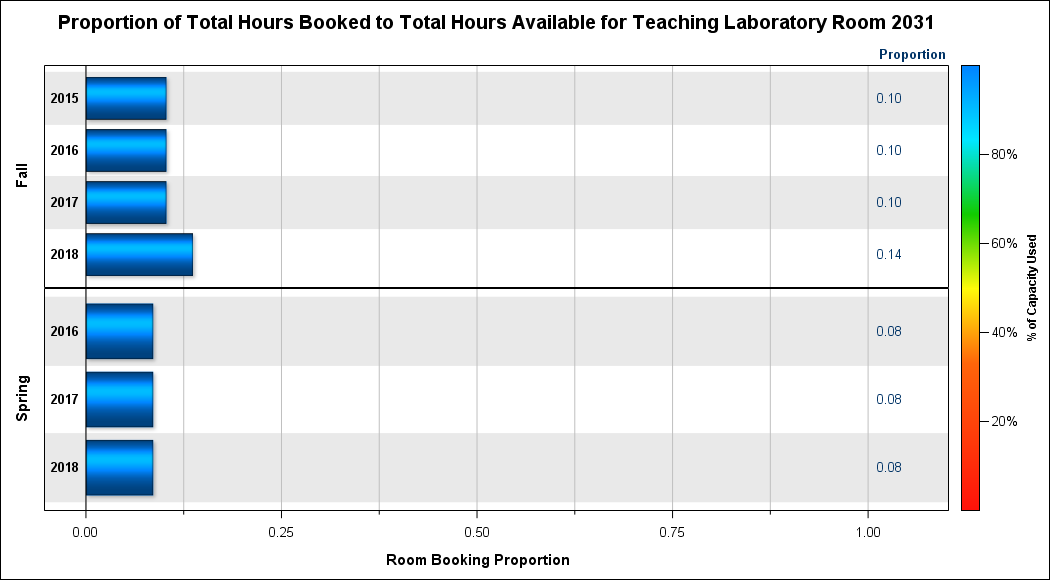 Proportion of Total Hours Booked to Total Hours Available for Teaching Laboratory Room 2031
Proportion
Fall
2015 0.10
2016 0.10
2017 0.10
2018 0.14
Spring
2016 0.08
2017 0.08
2018 0.08
0.00 0.25 0.50 0.75 1.00
Room Booking Proportion
80%
60%
40%
20%
% of Capacity Used